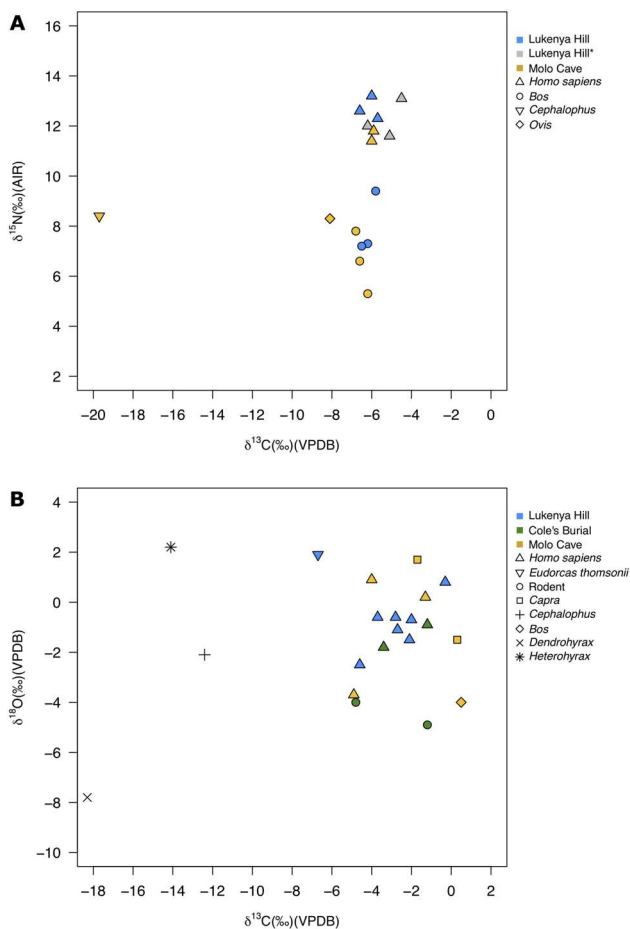 A
16
14
12
10
8
6
4
2
δ15N(‰)(AIR)
−20 −18 −16 −14 −12 −10 −8 −6 −4 −2 0
δ13C(‰)(VPDB)
Lukenya Hill
Lukenya Hill*
Molo Cave
Homo sapiens
Bos
Cephalophus
Ovis
B
4
2
0
−2
−4
−6
−8
−10
δ18O(‰)(VPDB)
−18 −16 −14 −12 −10 −8 −6 −4 −2 0 2
δ13C(‰)(VPDB)
Lukenya Hill
Cole's Burial
Molo Cave
Homo sapiens
Eudorcas thomsonii
Rodent
Capra
Cephalophus
Bos
Dendrohyrax
Heterohyrax